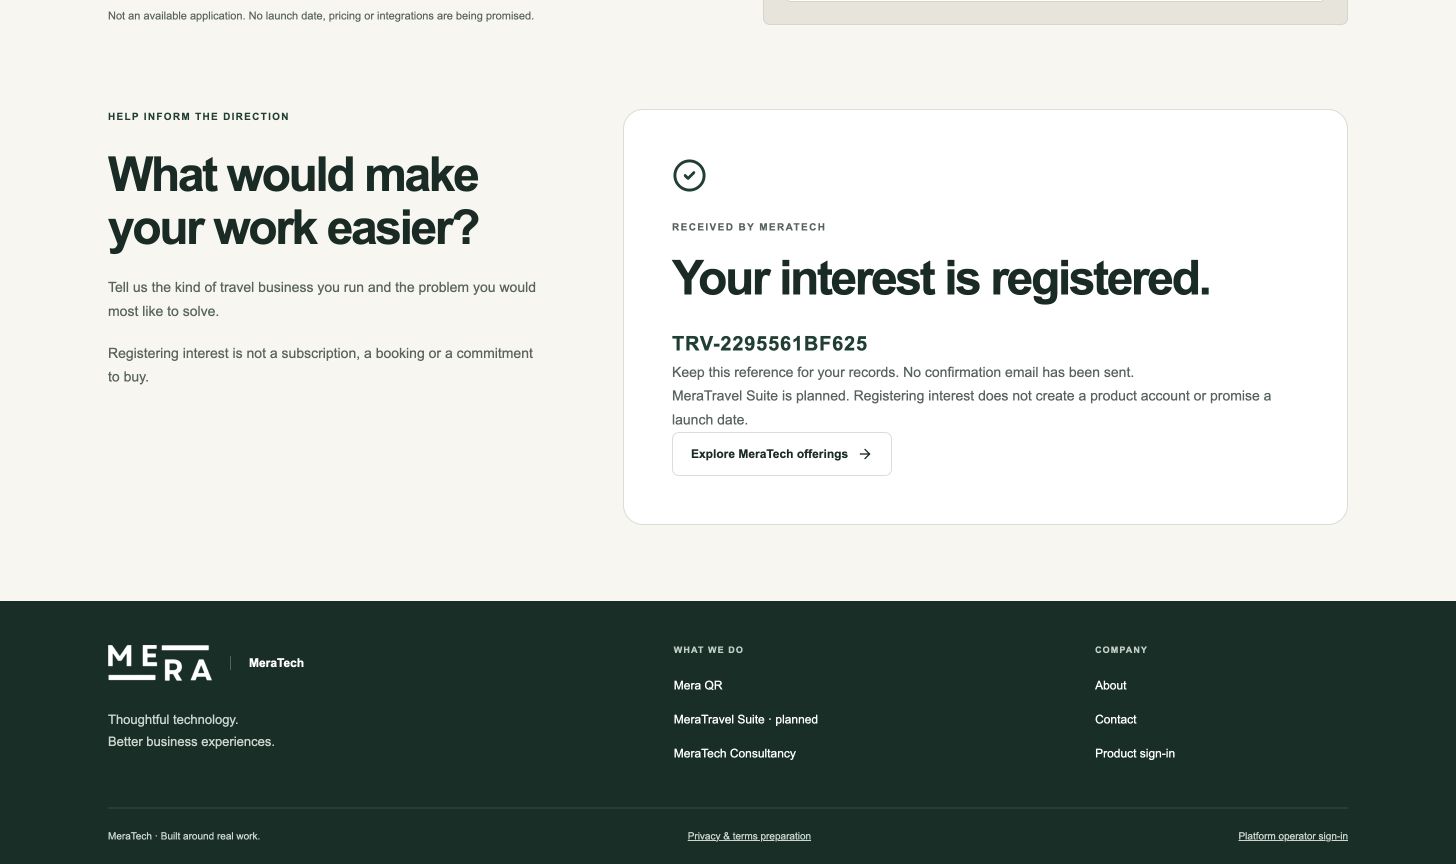 Not an available application. No launch date, pricing or integrations are being promised.
HELP INFORM THE DIRECTION
What would make
your work easier?
Tell us the kind of travel business you run and the problem you would
most like to solve.
Registering interest is not a subscription, a booking or a commitment
to buy.
RECEIVED BY MERATECH
Your interest is registered.
TRV-2295561BF625
Keep this reference for your records. No confirmation email has been sent.
MeraTravel Suite is planned. Registering interest does not create a product account or promise a
launch date.
Explore MeraTech offerings
MERA
MeraTech
Thoughtful technology.
Better business experiences.
WHAT WE DO
Mera QR
MeraTravel Suite · planned
MeraTech Consultancy
COMPANY
About
Contact
Product sign-in
MeraTech · Built around real work.
Privacy & terms preparation
Platform operator sign-in